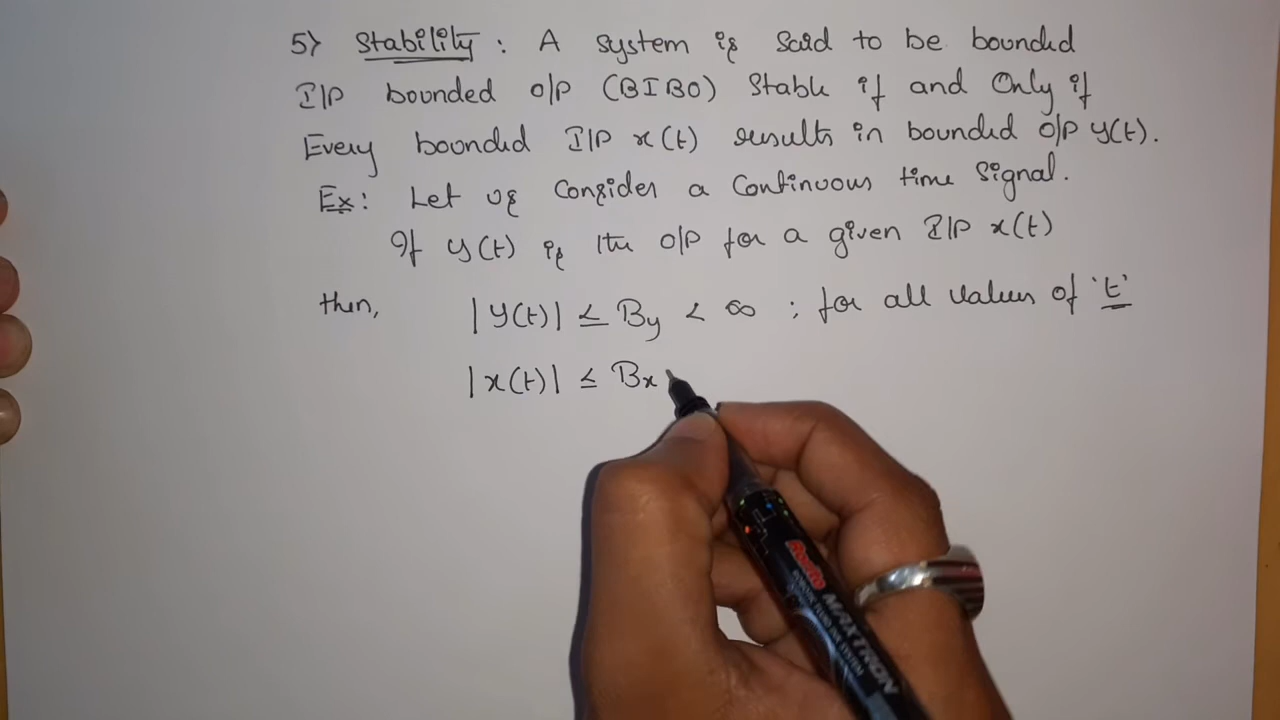 5) Stability : A system is said to be bounded
I/P bounded O/P (BIBO) Stable if and Only if
Every bounded I/P x(t) results in bounded O/P y(t).
Ex: Let us Consider a Continuous time Signal.
If y(t) is the O/P for a given I/P x(t)
then, |y(t)| ≤ By < ∞ ; for all values of 't'
|x(t)| ≤ Bx
Rorito MAXTRON